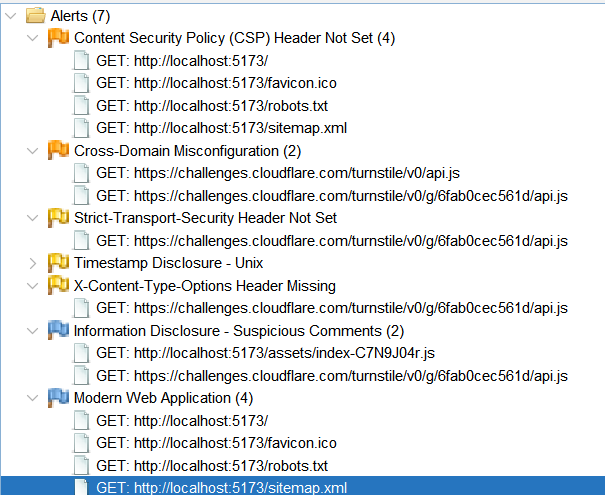 Alerts (7)
Content Security Policy (CSP) Header Not Set (4)
GET: http://localhost:5173/
GET: http://localhost:5173/favicon.ico
GET: http://localhost:5173/robots.txt
GET: http://localhost:5173/sitemap.xml
Cross-Domain Misconfiguration (2)
GET: https://challenges.cloudflare.com/turnstile/v0/api.js
GET: https://challenges.cloudflare.com/turnstile/v0/g/6fab0cec561d/api.js
Strict-Transport-Security Header Not Set
GET: https://challenges.cloudflare.com/turnstile/v0/g/6fab0cec561d/api.js
Timestamp Disclosure - Unix
X-Content-Type-Options Header Missing
GET: https://challenges.cloudflare.com/turnstile/v0/g/6fab0cec561d/api.js
Information Disclosure - Suspicious Comments (2)
GET: http://localhost:5173/assets/index-C7N9J04r.js
GET: https://challenges.cloudflare.com/turnstile/v0/g/6fab0cec561d/api.js
Modern Web Application (4)
GET: http://localhost:5173/
GET: http://localhost:5173/favicon.ico
GET: http://localhost:5173/robots.txt
GET: http://localhost:5173/sitemap.xml